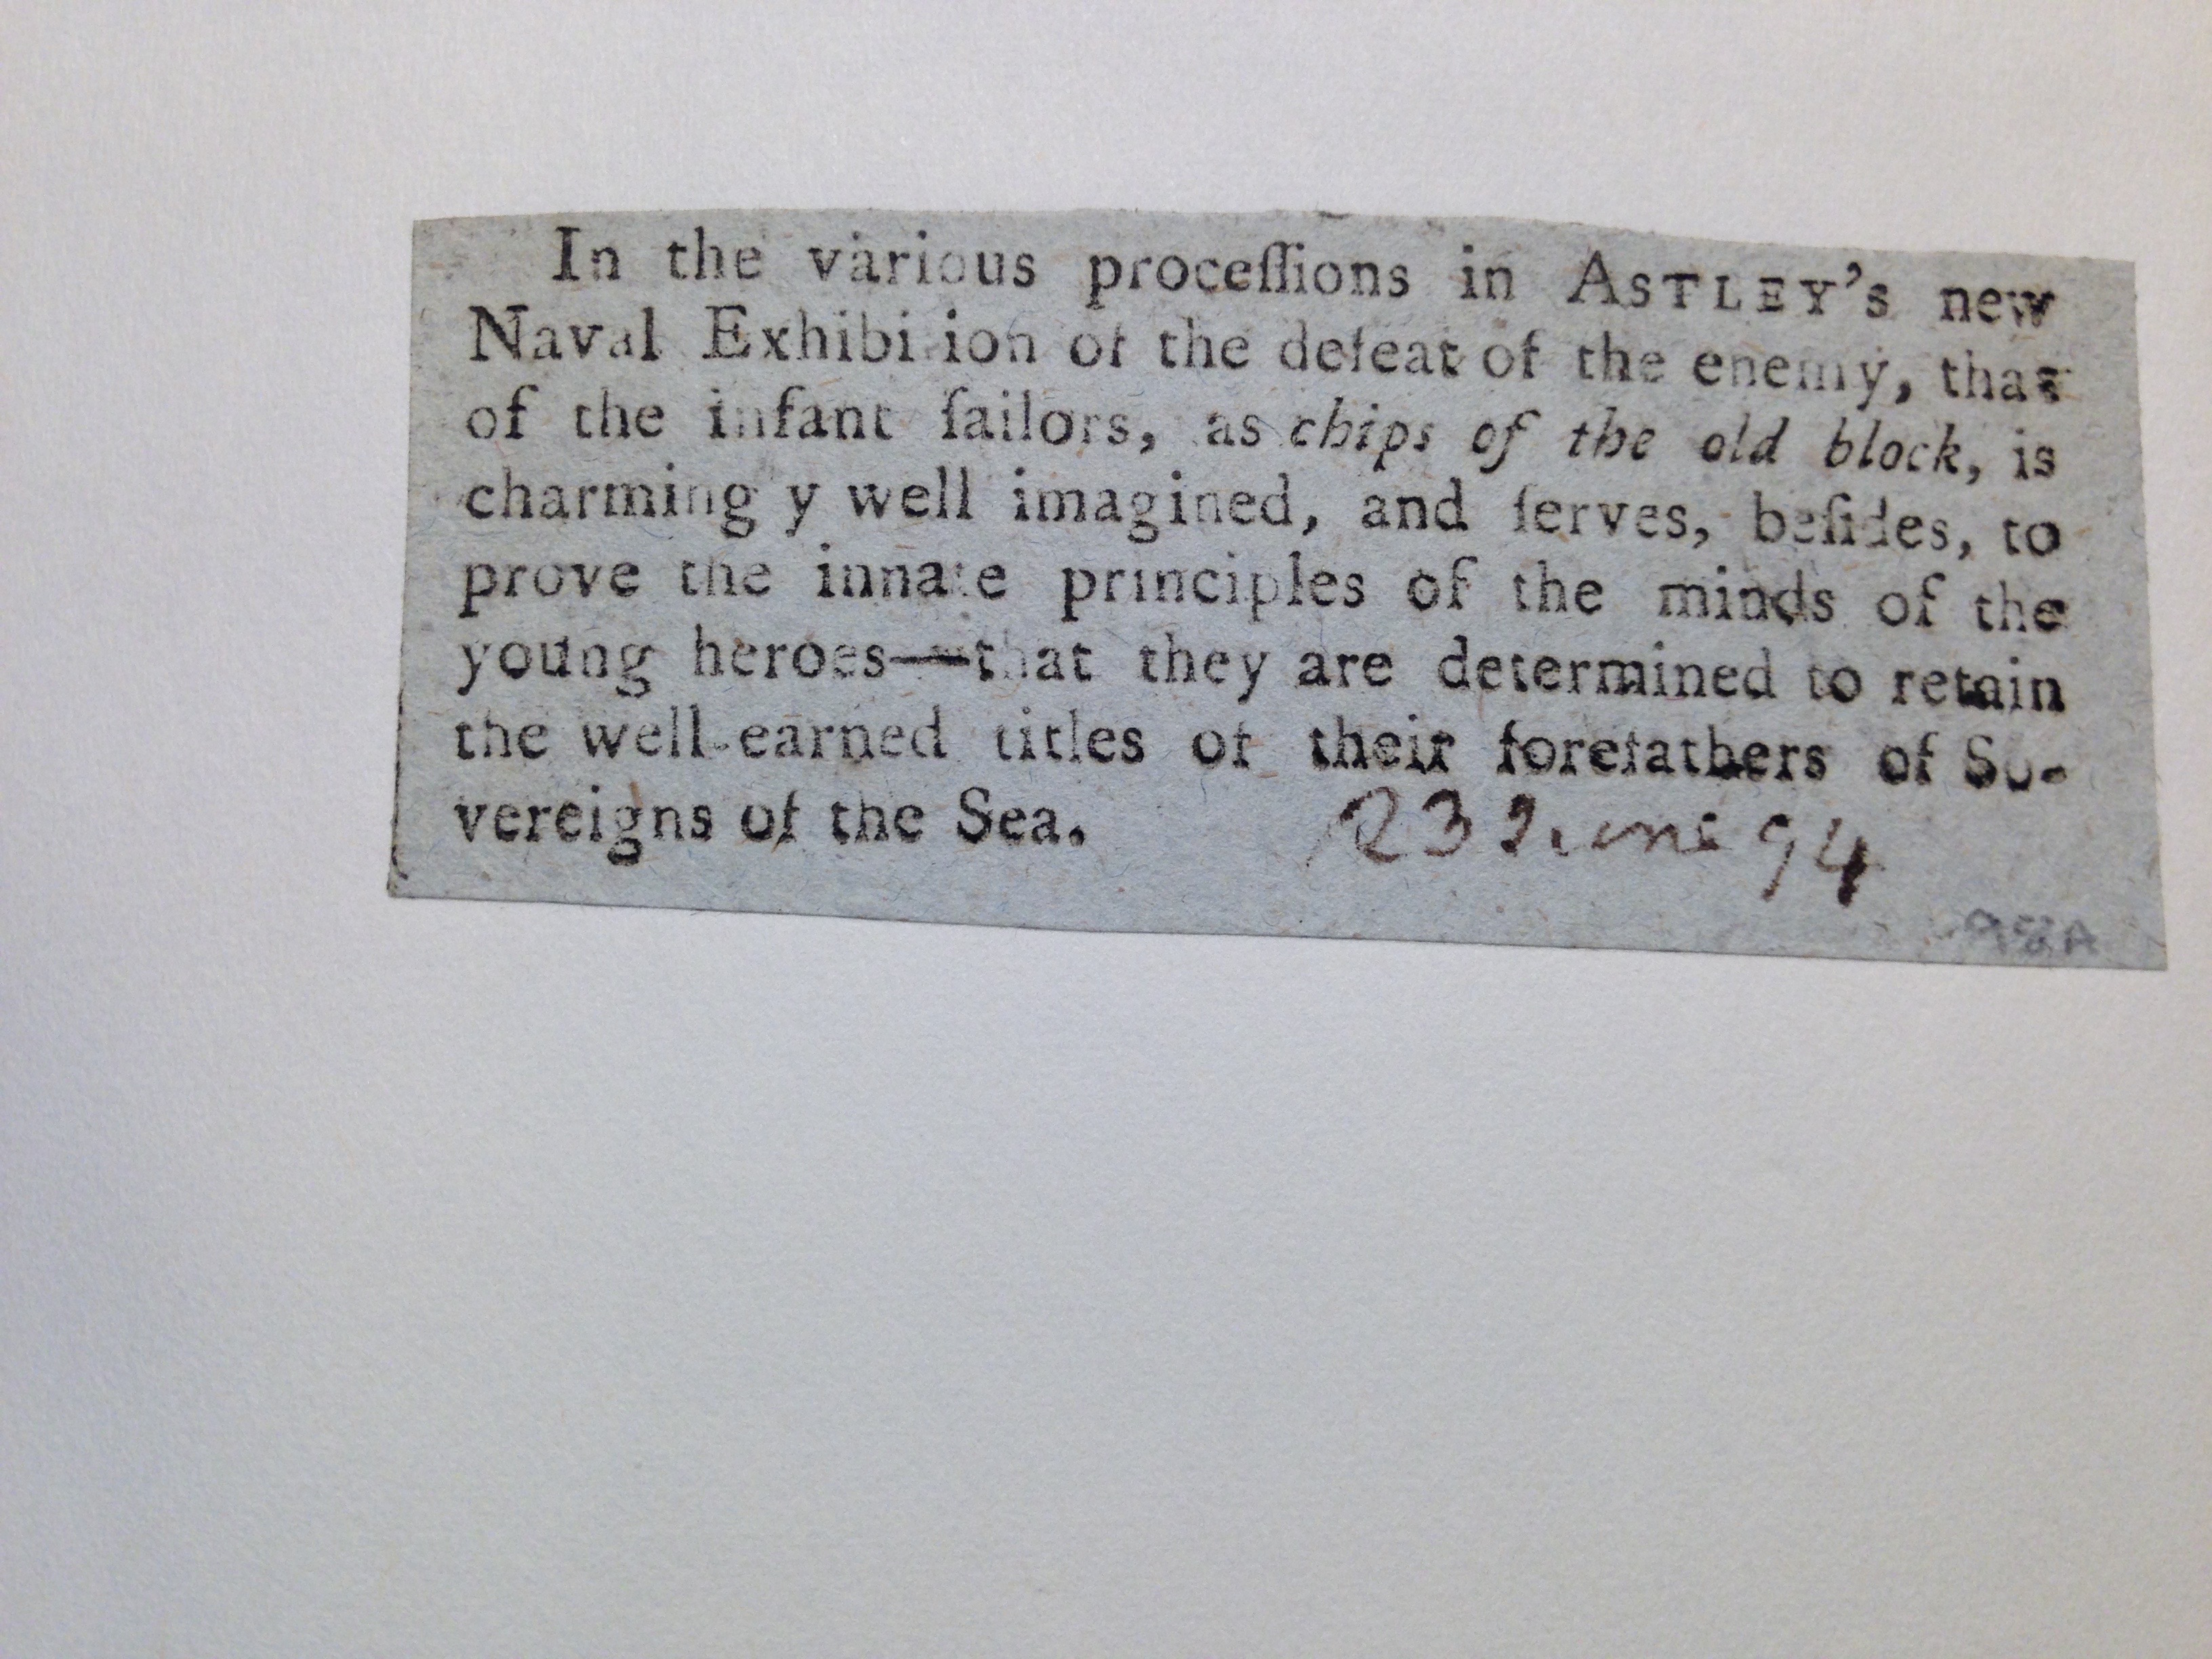 In the various proceſſions in ASTLEY's new
Naval Exhibi ion of the defeat of the enemy, that
of the infant ſailors, as chips of the old block, is
charming y well imagined, and ſerves, beſides, to
prove the innate principles of the minds of the
young heroes—that they are determined to retain
the well-earned titles of their forefathers of So-
vereigns of the Sea.
23 June 94